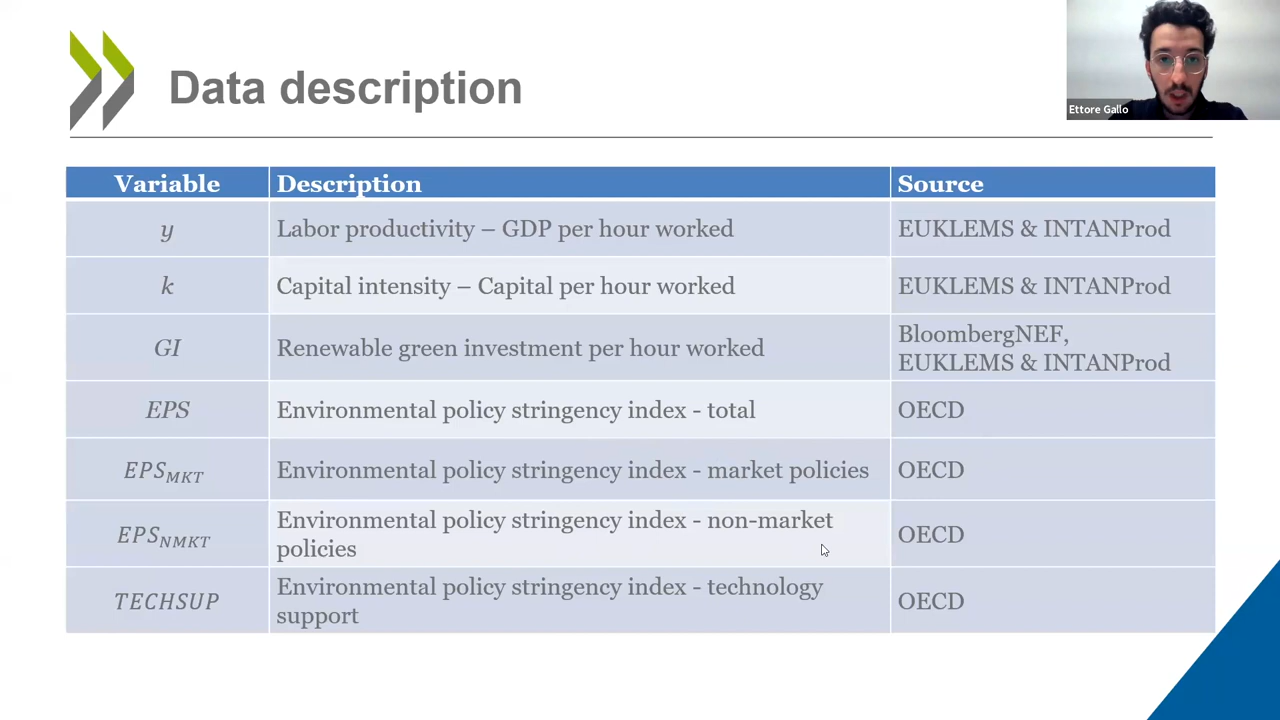 Data description
Ettore Gallo
Variable Description Source
y Labor productivity – GDP per hour worked EUKLEMS & INTANProd
k Capital intensity – Capital per hour worked EUKLEMS & INTANProd
GI Renewable green investment per hour worked BloombergNEF,
EUKLEMS & INTANProd
EPS Environmental policy stringency index - total OECD
EPS_MKT Environmental policy stringency index - market policies OECD
EPS_NMKT Environmental policy stringency index - non-market
policies OECD
TECHSUP Environmental policy stringency index - technology
support OECD